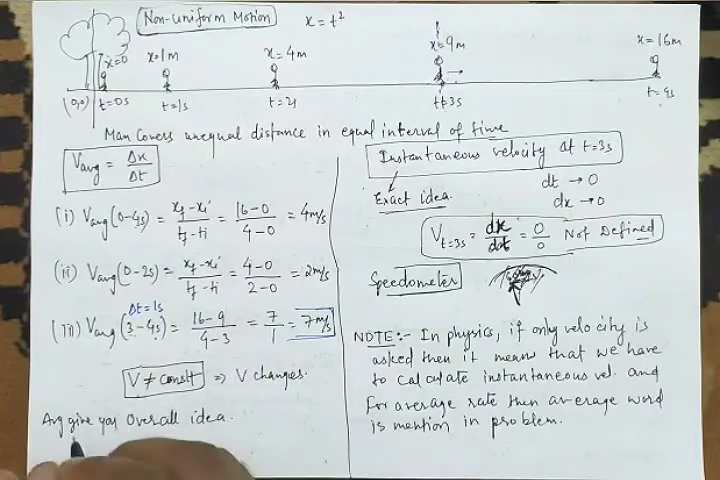 Non-Uniform Motion x = t²
x=0 x=1m x=4m x=9m x=16m
(0,0) t=0s t=1s t=2s t=3s t=4s
Man Covers unequal distance in equal interval of time
Vavg = Δx/Δt
(i) Vavg(0-4s) = xf-xi/tf-ti = 16-0/4-0 = 4m/s
(ii) Vavg(0-2s) = xf-xi/tf-ti = 4-0/2-0 = 2m/s
Δt=1s
(iii) Vavg(3-4s) = 16-9/4-3 = 7/1 = 7m/s
V ≠ const ⇒ V changes.
Avg give you Overall idea.
Instantaneous velocity at t=3s
Exact idea.
dt → 0
dx → 0
Vt=3s = dx/dt = 0/0 Not Defined
Speedometer
NOTE:- In physics, if only velocity is
asked then it means that we have
to calculate instantaneous vel. and
For average rate then average word
is mention in problem.